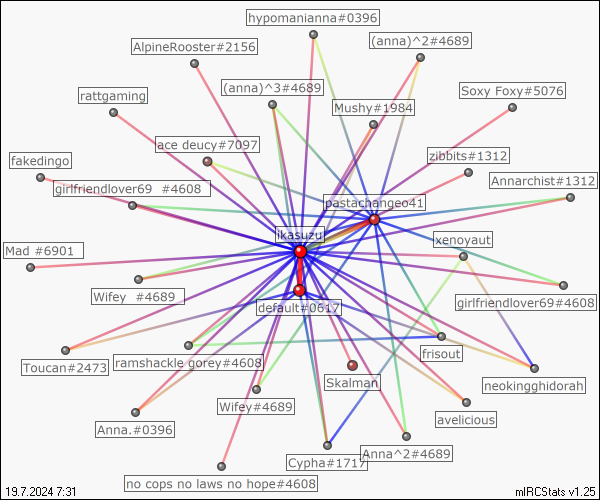 hypomanianna#0396
(anna)^2#4689
AlpineRooster#2156
(anna)^3#4689
Soxy Foxy#5076
rattgaming
Mushy#1984
ace deucy#7097
zibbits#1312
fakedingo
Annarchist#1312
girlfriendlover69 #4608
pastachangeo41
ikasuzu
xenoyaut
Mad #6901
Wifey #4689
default#0617
girlfriendlover69#4608
frisout
Toucan#2473
ramshackle gorey#4608
Skalman
neokingghidorah
Wifey#4689
avelicious
Anna.#0396
Anna^2#4689
Cypha#1717
no cops no laws no hope#4608
19.7.2024 7:31
mIRCStats v1.25